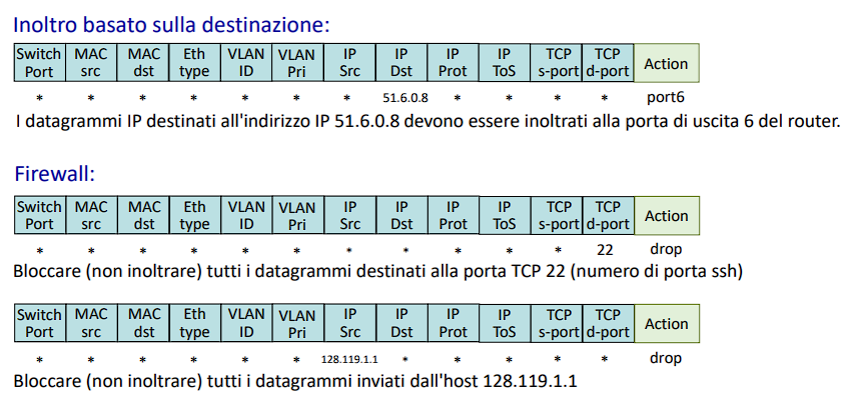 Inoltro basato sulla destinazione:
Switch Port MAC src MAC dst Eth type VLAN ID VLAN Pri IP Src IP Dst IP Prot IP ToS TCP s-port TCP d-port Action
* * * * * * * 51.6.0.8 * * * * port6
I datagrammi IP destinati all'indirizzo IP 51.6.0.8 devono essere inoltrati alla porta di uscita 6 del router.
Firewall:
Switch Port MAC src MAC dst Eth type VLAN ID VLAN Pri IP Src IP Dst IP Prot IP ToS TCP s-port TCP d-port Action
* * * * * * * * * * * 22 drop
Bloccare (non inoltrare) tutti i datagrammi destinati alla porta TCP 22 (numero di porta ssh)
Switch Port MAC src MAC dst Eth type VLAN ID VLAN Pri IP Src IP Dst IP Prot IP ToS TCP s-port TCP d-port Action
* * * * * * 128.119.1.1 * * * * * drop
Bloccare (non inoltrare) tutti i datagrammi inviati dall'host 128.119.1.1